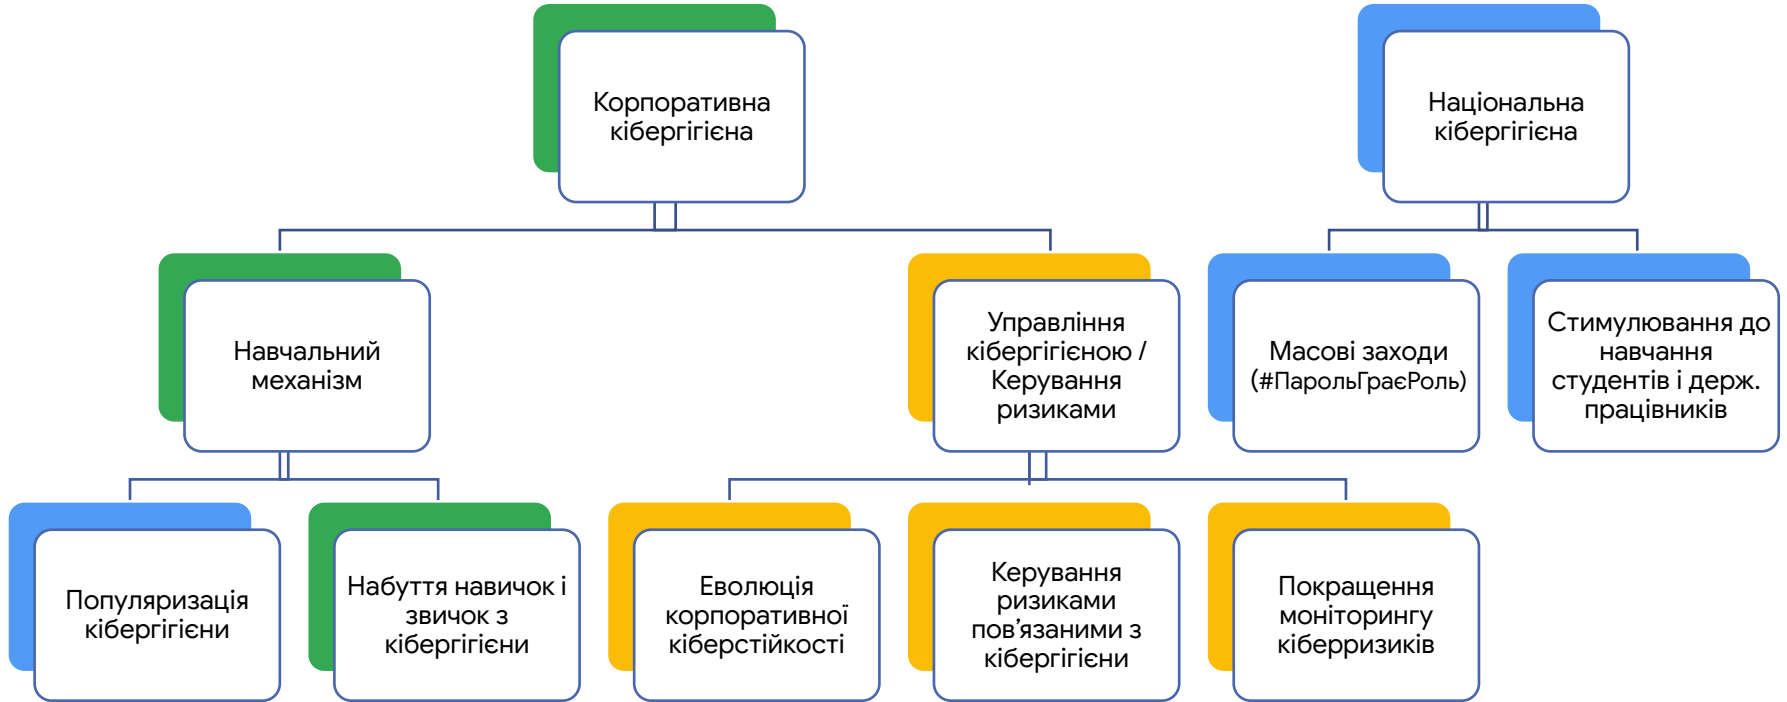 Корпоративна
кібергігієна
Національна
кібергігієна
Навчальний
механізм
Управління
кібергігієною /
Керування
ризиками
Масові заходи
(#ПарольГраєРоль)
Стимулювання до
навчання
студентів і держ.
працівників
Популяризація
кібергігієни
Набуття навичок і
звичок з
кібергігієни
Еволюція
корпоративної
кіберстійкості
Керування
ризиками
пов’язаними з
кібергігієни
Покращення
моніторингу
кіберризиків